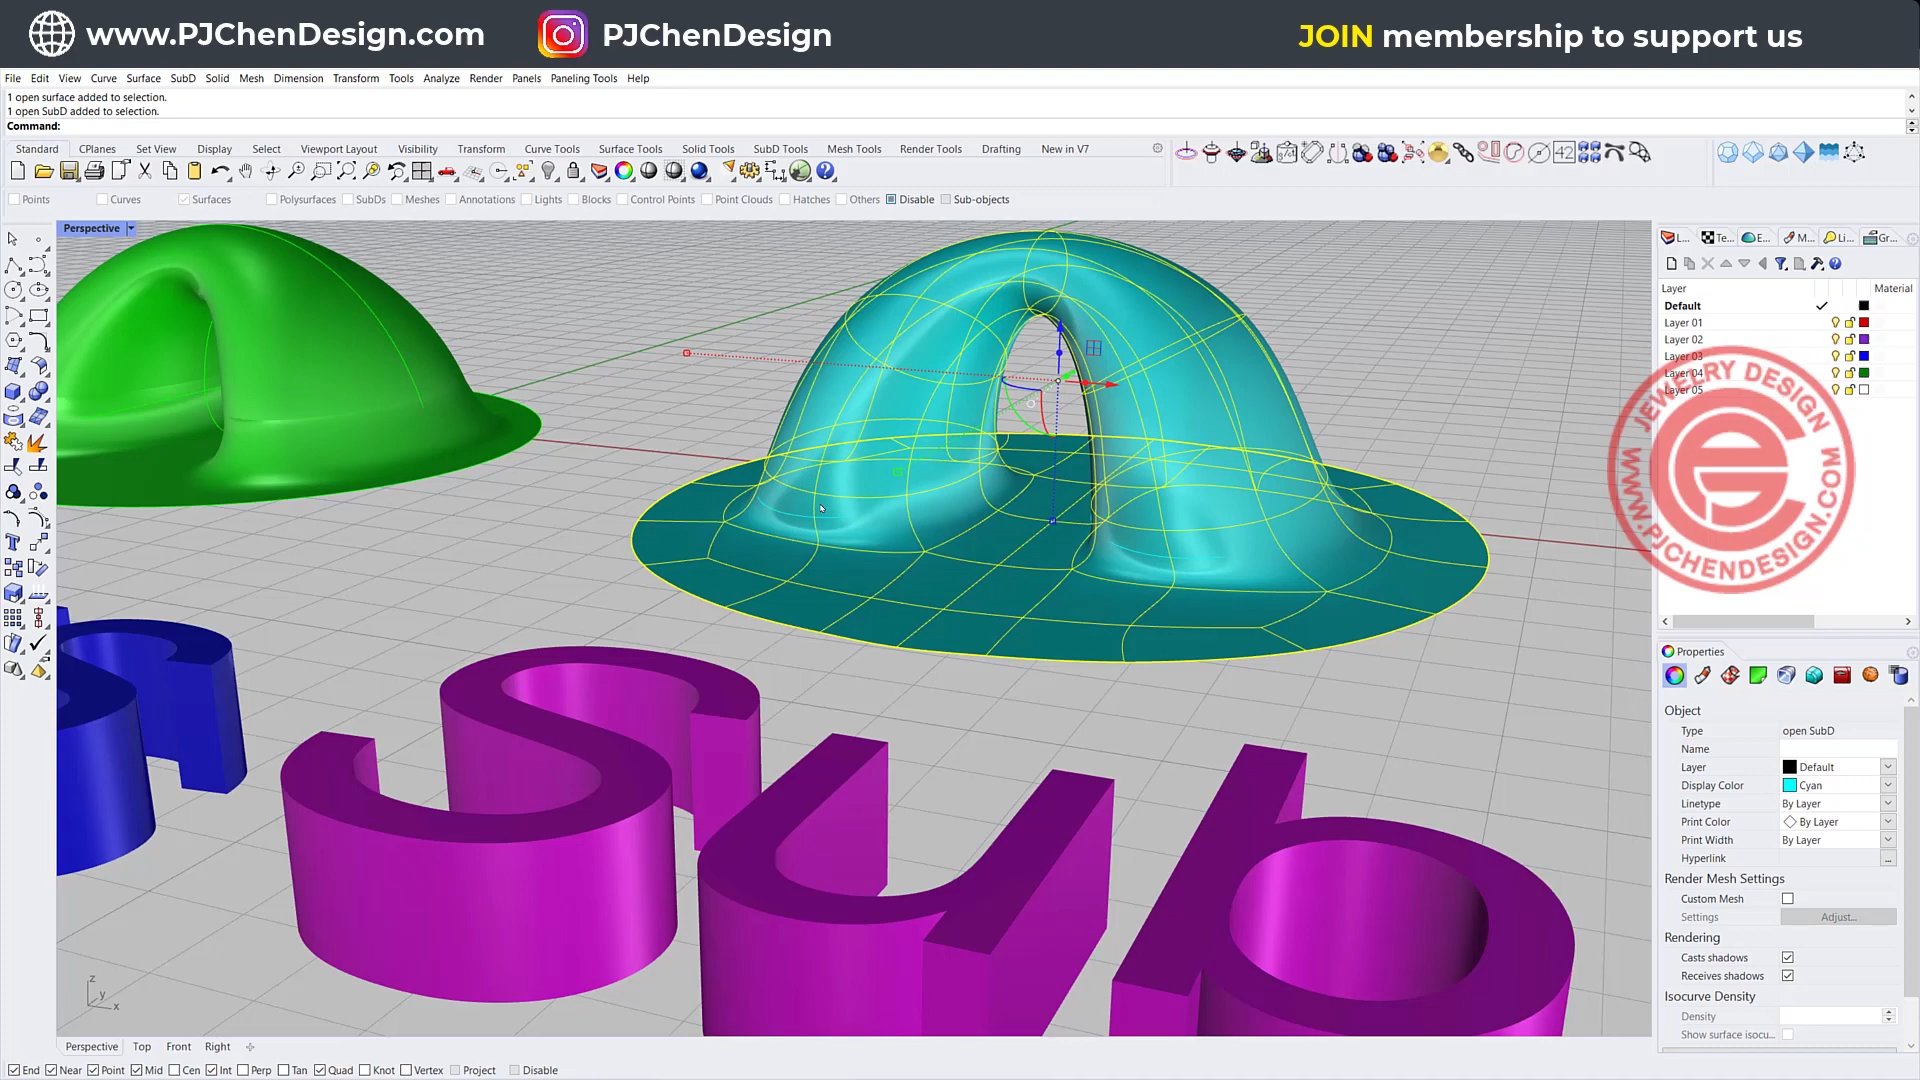 www.PJChenDesign.com PJChenDesign JOIN membership to support us
File Edit View Curve Surface SubD Solid Mesh Dimension Transform Tools Analyze Render Panels Paneling Tools Help
1 open surface added to selection.
1 open SubD added to selection.
Command:
Standard CPlanes Set View Display Select Viewport Layout Visibility Transform Curve Tools Surface Tools Solid Tools SubD Tools Mesh Tools Render Tools Drafting New in V7
42
Points Curves Surfaces Polysurfaces SubDs Meshes Annotations Lights Blocks Control Points Point Clouds Hatches Others Disable Sub-objects
Perspective
L... Te... E... M... Li... Gr...
Layer Material
Default
Layer 01
Layer 02
Layer 03
Layer 04
Layer 05
JEWELRY DESIGN
WWW.PJCHENDESIGN.COM
Properties
Object
Type open SubD
Name
Layer Default
Display Color Cyan
Linetype By Layer
Print Color By Layer
Print Width By Layer
Hyperlink ...
Render Mesh Settings
Custom Mesh
Settings Adjust...
Rendering
Casts shadows
Receives shadows
Isocurve Density
Density
Show surface isocu...
Sub
z
y
x
Perspective Top Front Right
End Near Point Mid Cen Int Perp Tan Quad Knot Vertex Project Disable